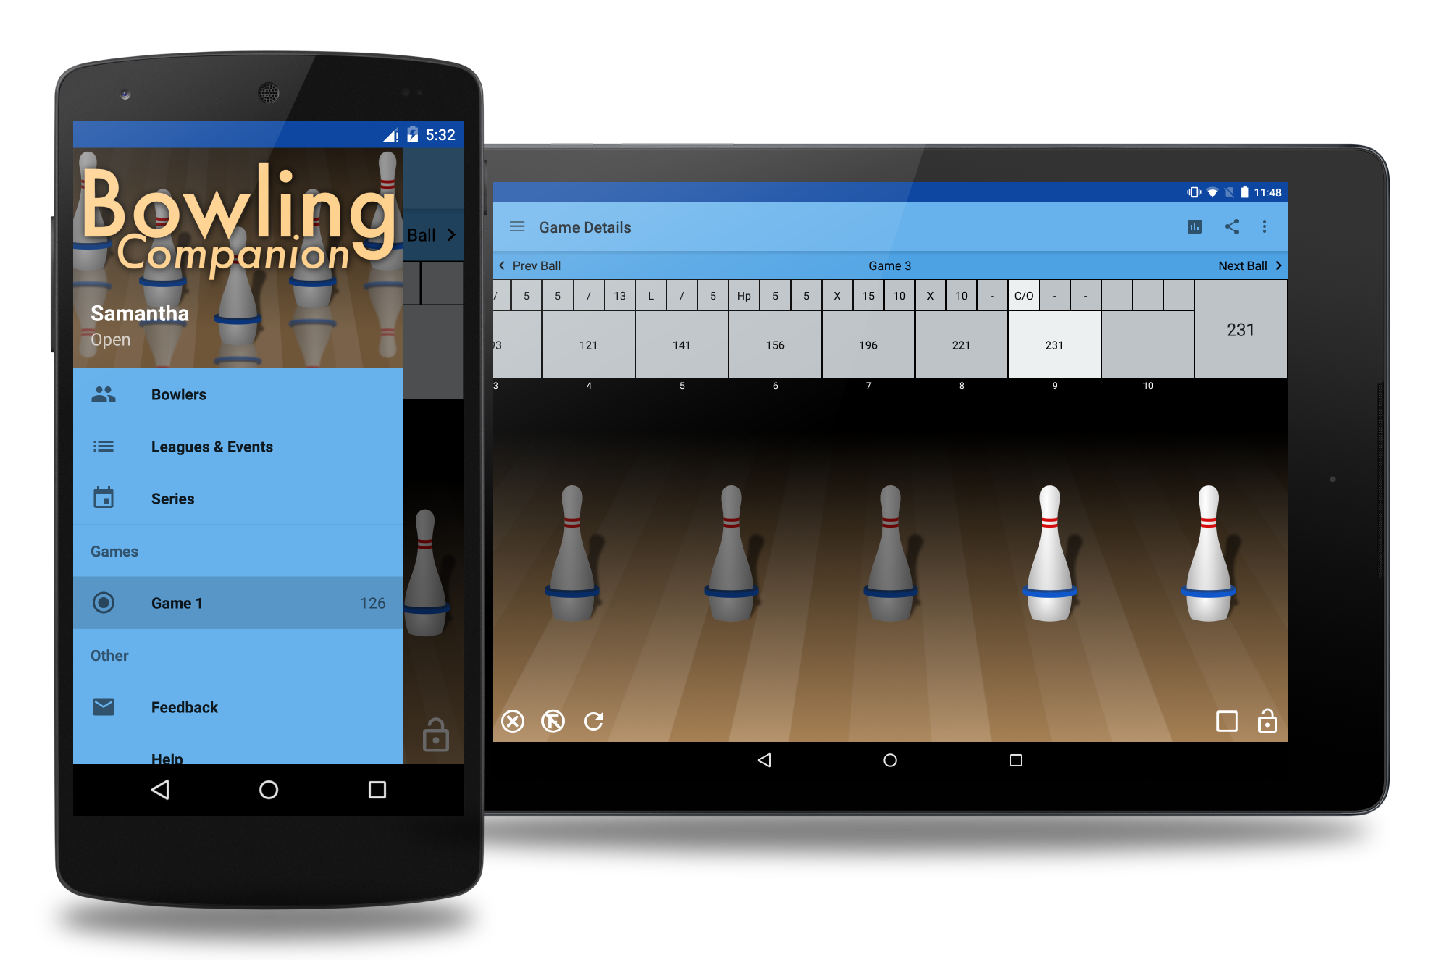 5:32
Bowling
Companion
Ball
Samantha
Open
Bowlers
Leagues & Events
Series
Games
Game 1 126
Other
Feedback
Help
11:48
Game Details
Prev Ball Game 3 Next Ball
/ 5 5 / 13 L / 5 Hp 5 5 X 15 10 X 10 - C/O - -
93 121 141 156 196 221 231 231
3 4 5 6 7 8 9 10